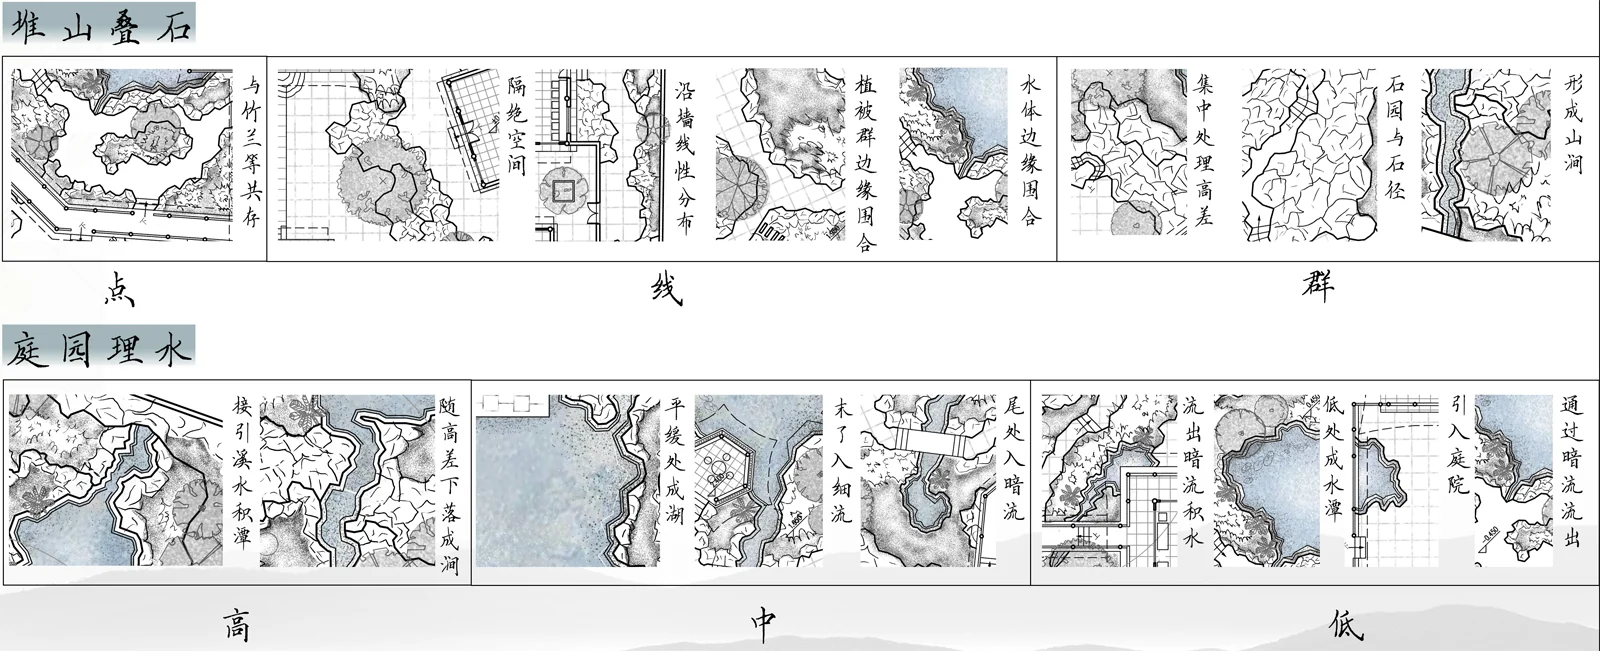 堆山叠石
与竹兰等共存
隔绝空间
沿墙线性分布
植被群边缘围合
水体边缘围合
集中处理高差
石园与石径
形成山涧
点
线
群
庭园理水
接引溪水积潭
随高差下落成涧
平缓处成湖
末了入细流
尾处入暗流
流出暗流积水
低处成水潭
引入庭院
通过暗流流出
高
中
低